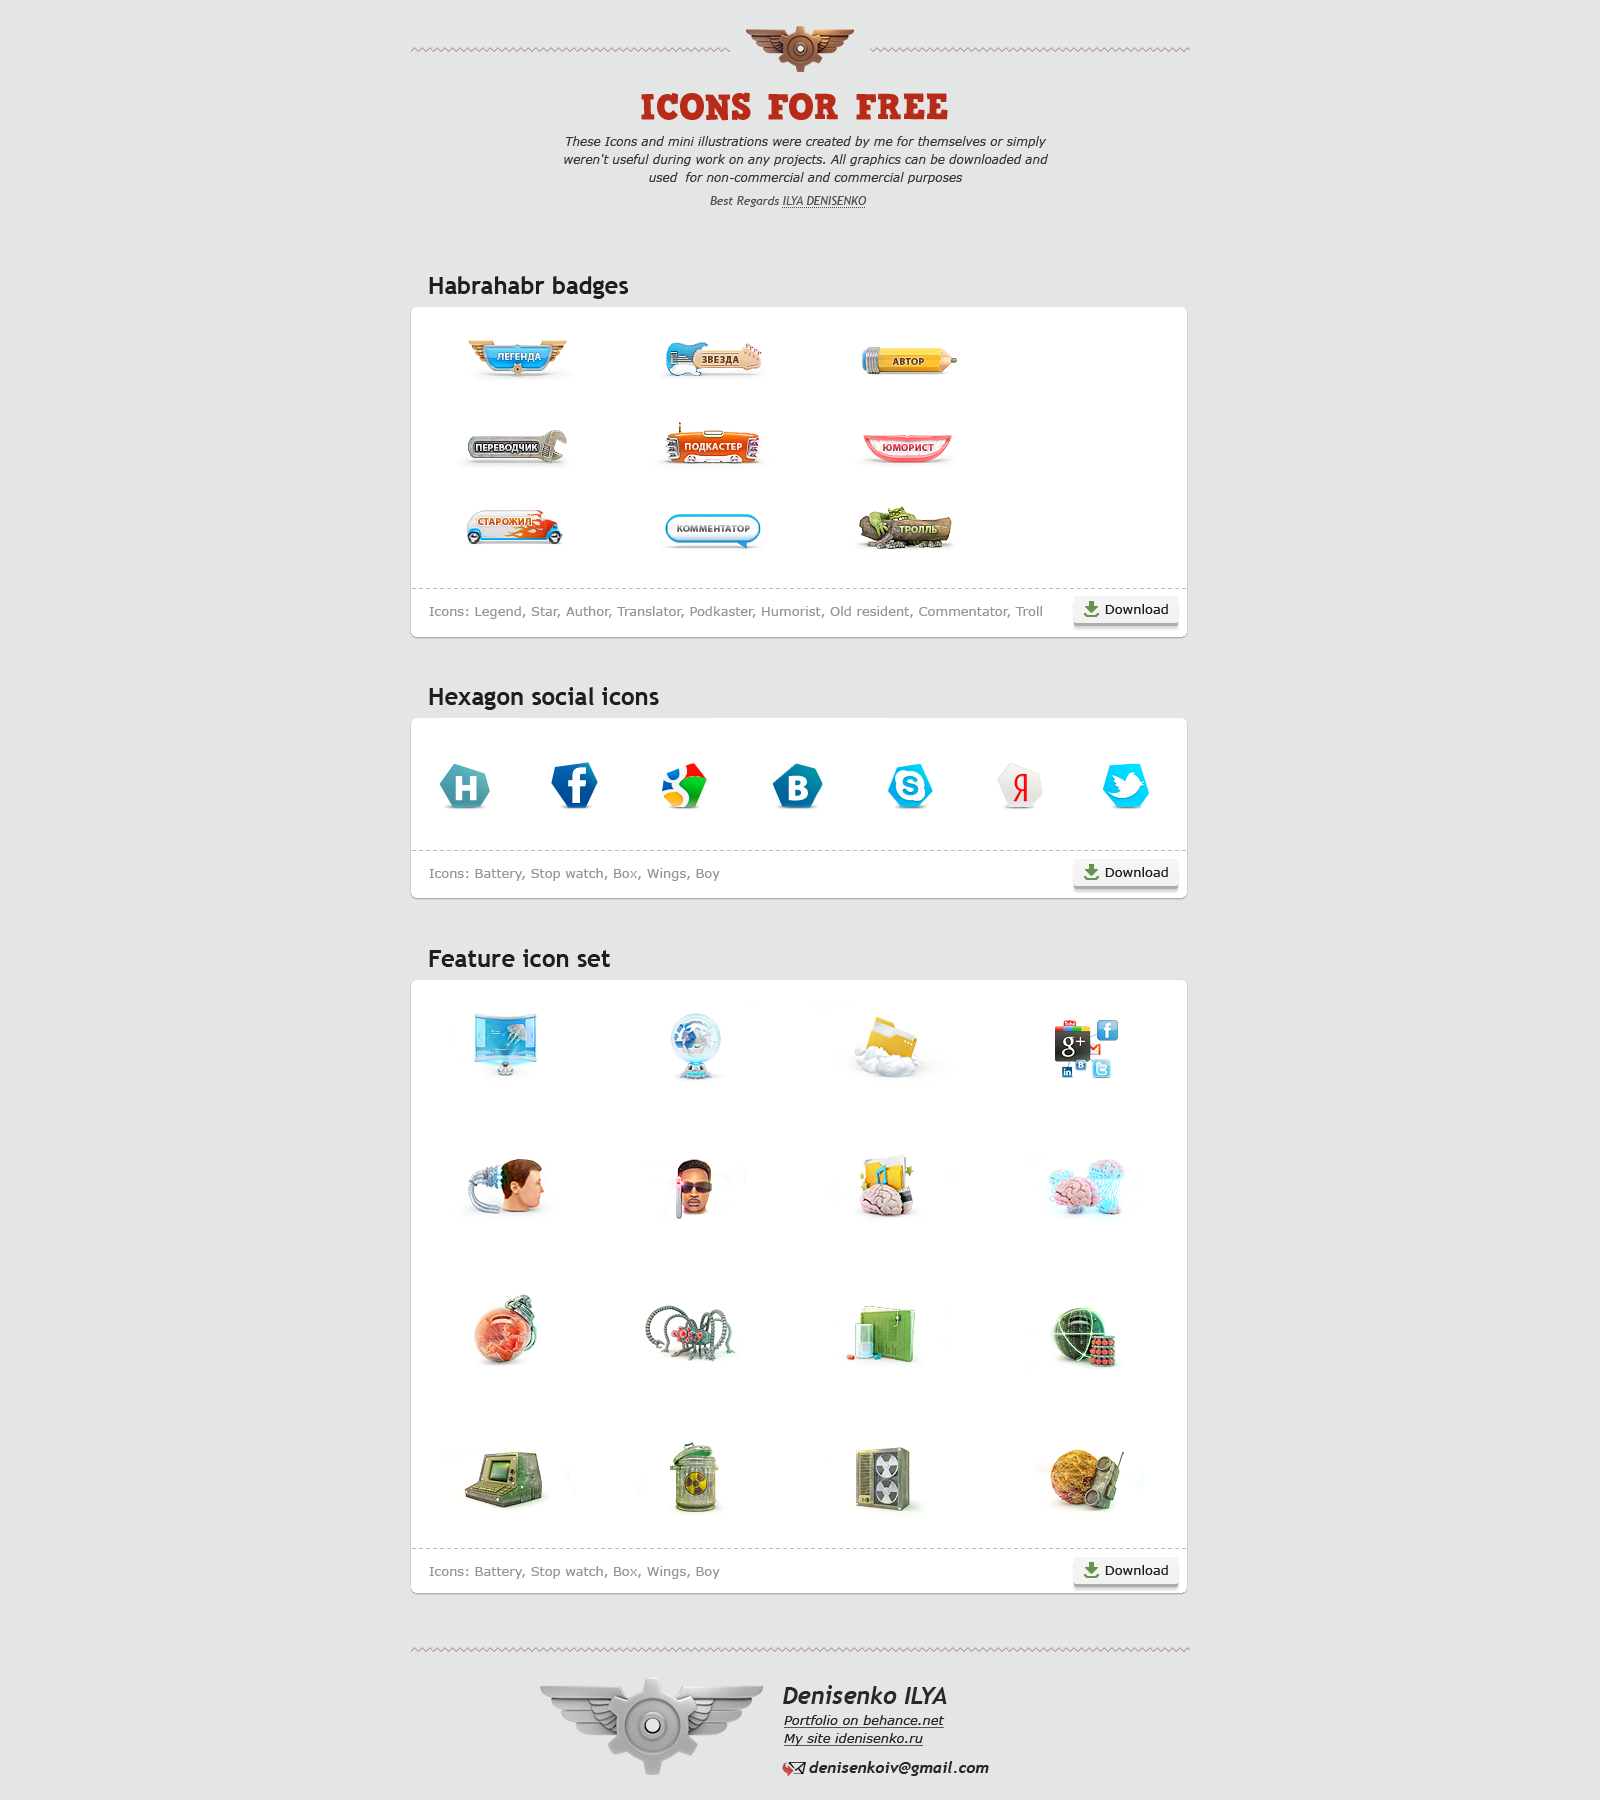 ICONS FOR FREE
These Icons and mini illustrations were created by me for themselves or simply
weren't useful during work on any projects. All graphics can be downloaded and
used for non-commercial and commercial purposes
Best Regards ILYA DENISENKO
Habrahabr badges
ЛЕГЕНДА
ЗВЕЗДА
АВТОР
ПЕРЕВОДЧИК
ПОДКАСТЕР
ЮМОРИСТ
СТАРОЖИЛ
КОММЕНТАТОР
ТРОЛЛЬ
Icons: Legend, Star, Author, Translator, Podkaster, Humorist, Old resident, Commentator, Troll
Download
Hexagon social icons
H f g B S Я
Icons: Battery, Stop watch, Box, Wings, Boy
Download
Feature icon set
f
g+
in B t
Icons: Battery, Stop watch, Box, Wings, Boy
Download
Denisenko ILYA
Portfolio on behance.net
My site idenisenko.ru
denisenkoiv@gmail.com